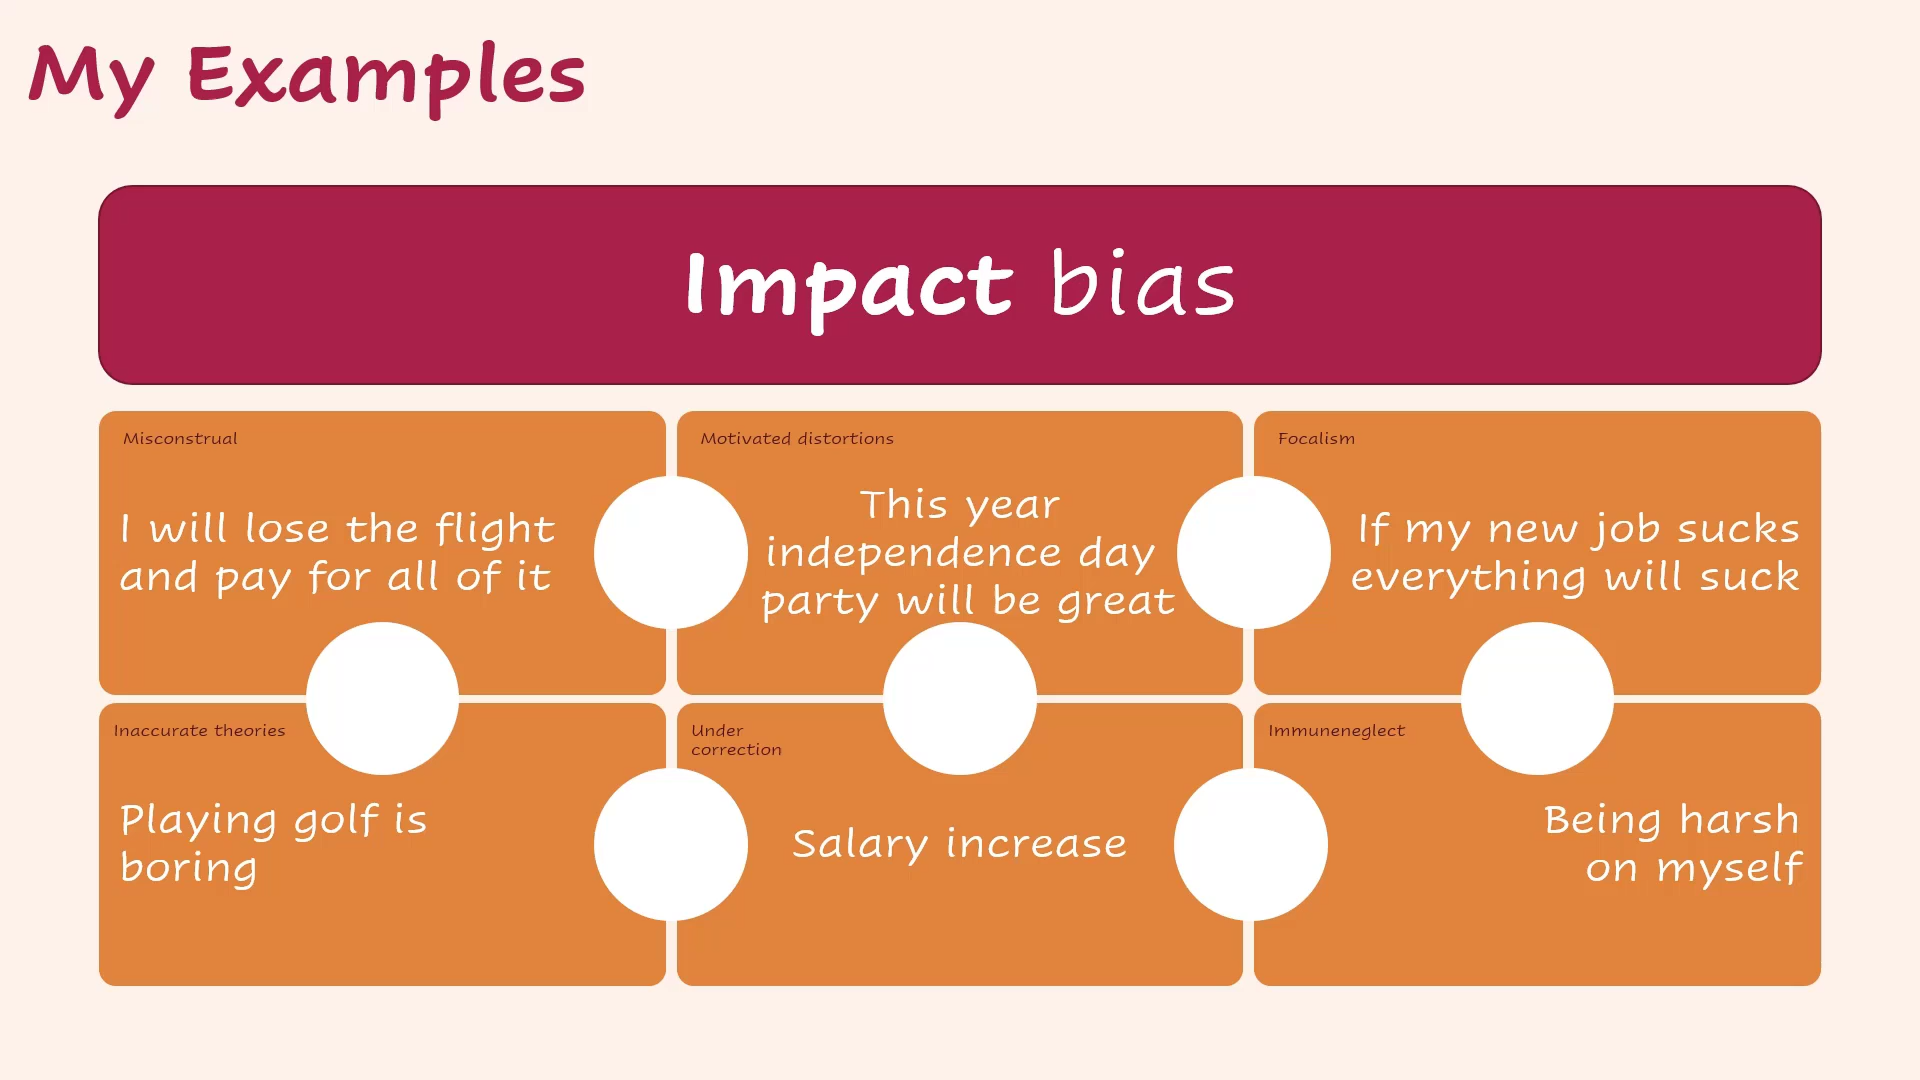 My Examples
Impact bias
Misconstrual
I will lose the flight
and pay for all of it
Motivated distortions
This year
independence day
party will be great
Focalism
If my new job sucks
everything will suck
Inaccurate theories
Playing golf is
boring
Under
correction
Salary increase
Immuneneglect
Being harsh
on myself